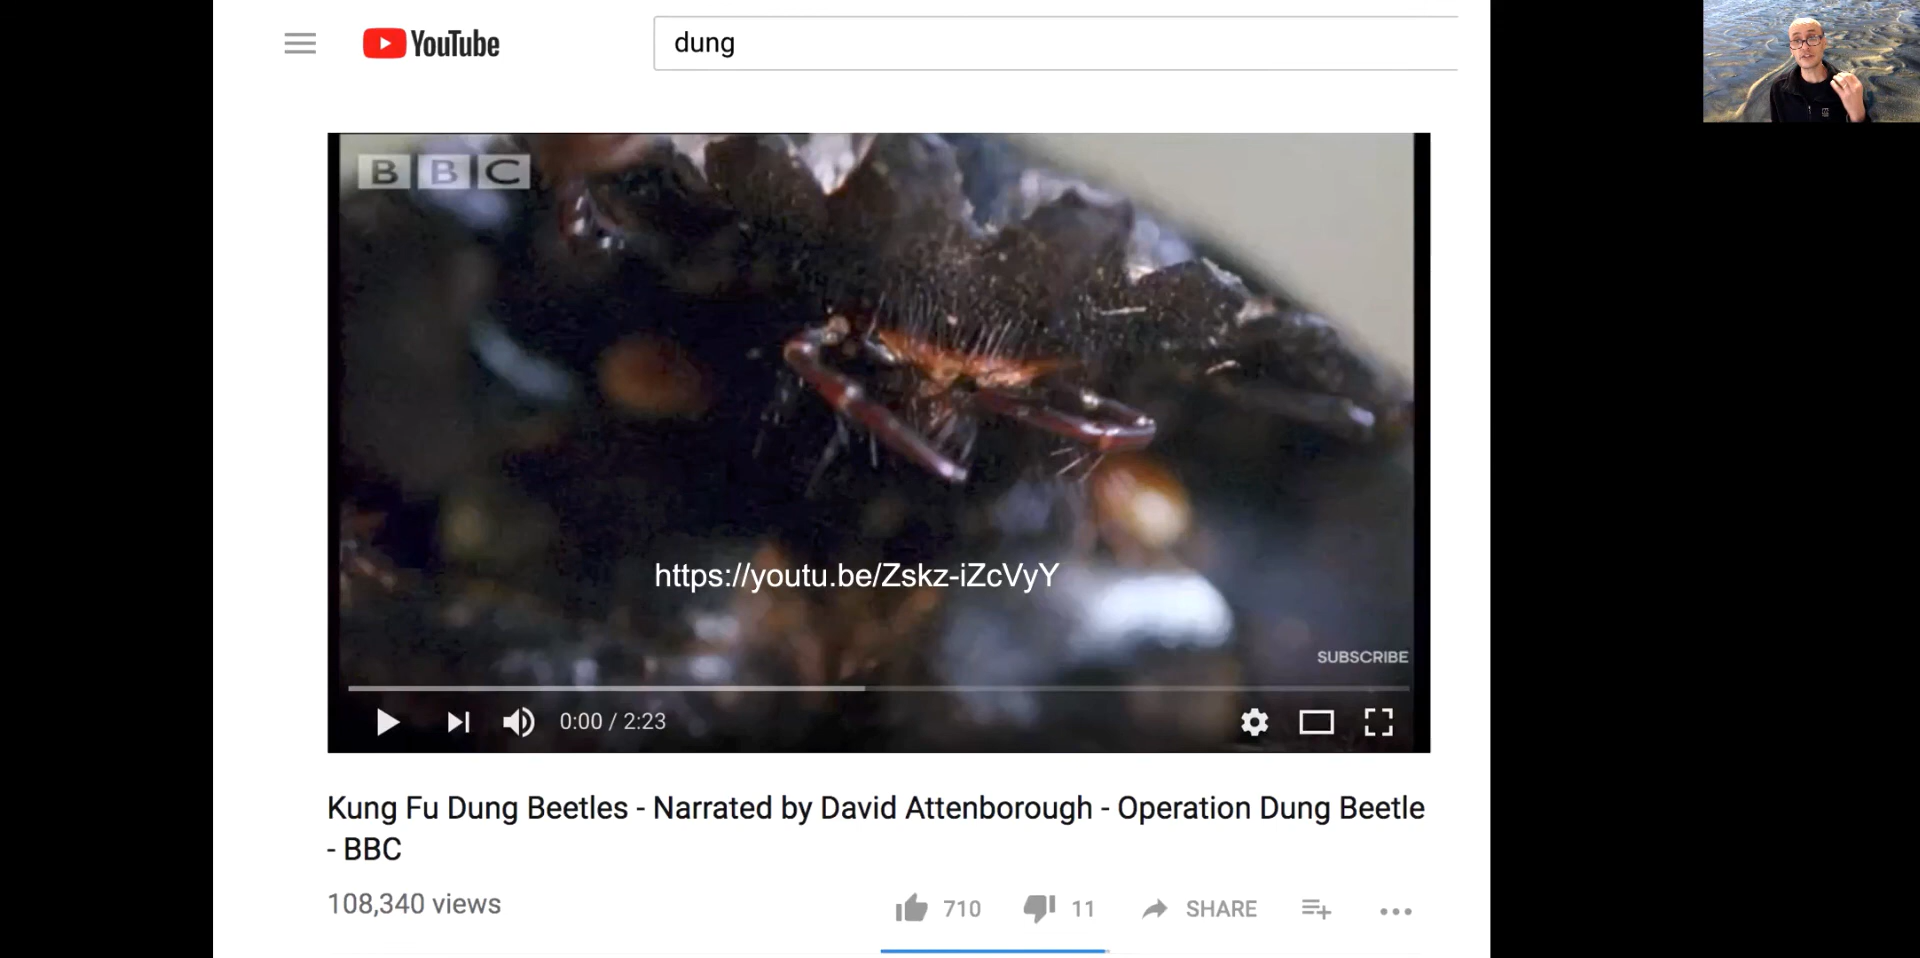 YouTube
dung
BBC
https://youtu.be/Zskz-iZcVyY
SUBSCRIBE
0:00 / 2:23
Kung Fu Dung Beetles - Narrated by David Attenborough - Operation Dung Beetle
- BBC
108,340 views
710
11
SHARE